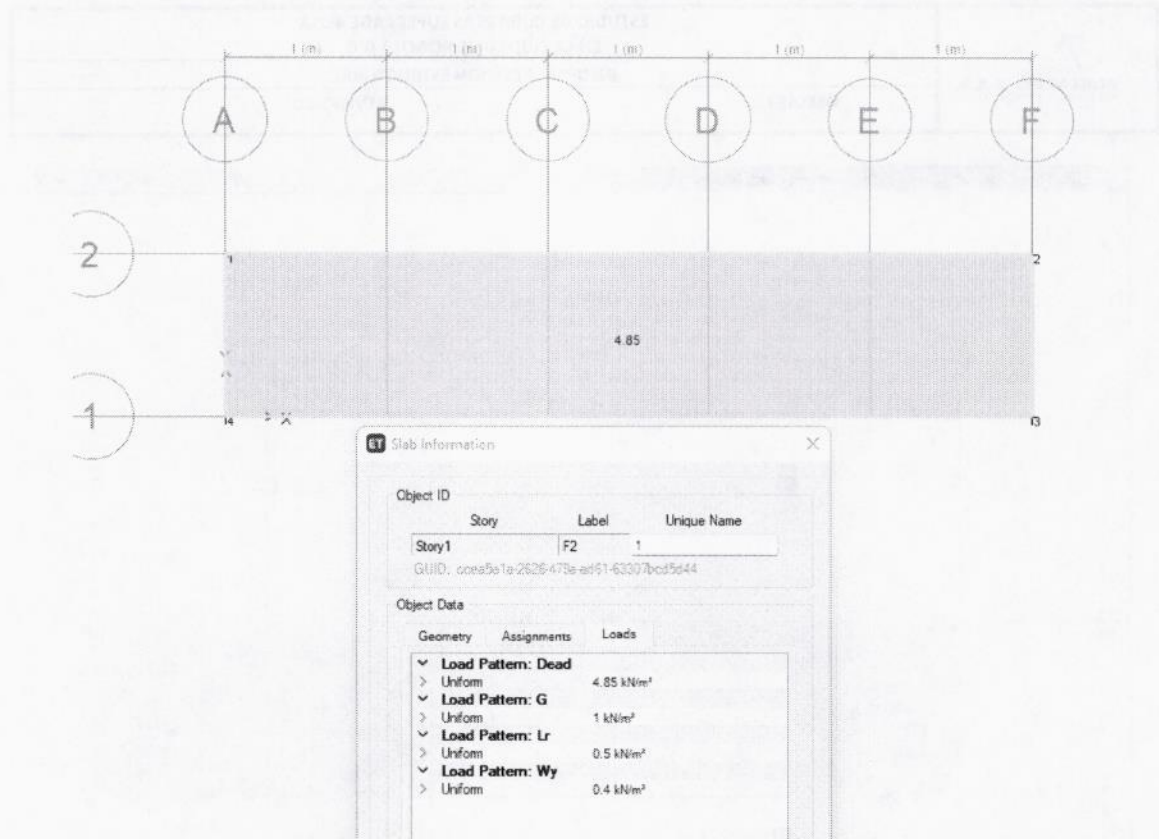 1 (m) 1 (m) 1 (m) 1 (m) 1 (m)
A B C D E F
2
1 2
4.85
Y
1
4 X 3
ET Slab Information
Object ID
Story Label Unique Name
Story1 F2 1
GUID:
Object Data
Geometry Assignments Loads
Load Pattern: Dead
Uniform 4.85 kN/m²
Load Pattern: G
Uniform 1 kN/m²
Load Pattern: Lr
Uniform 0.5 kN/m²
Load Pattern: Wy
Uniform 0.4 kN/m²